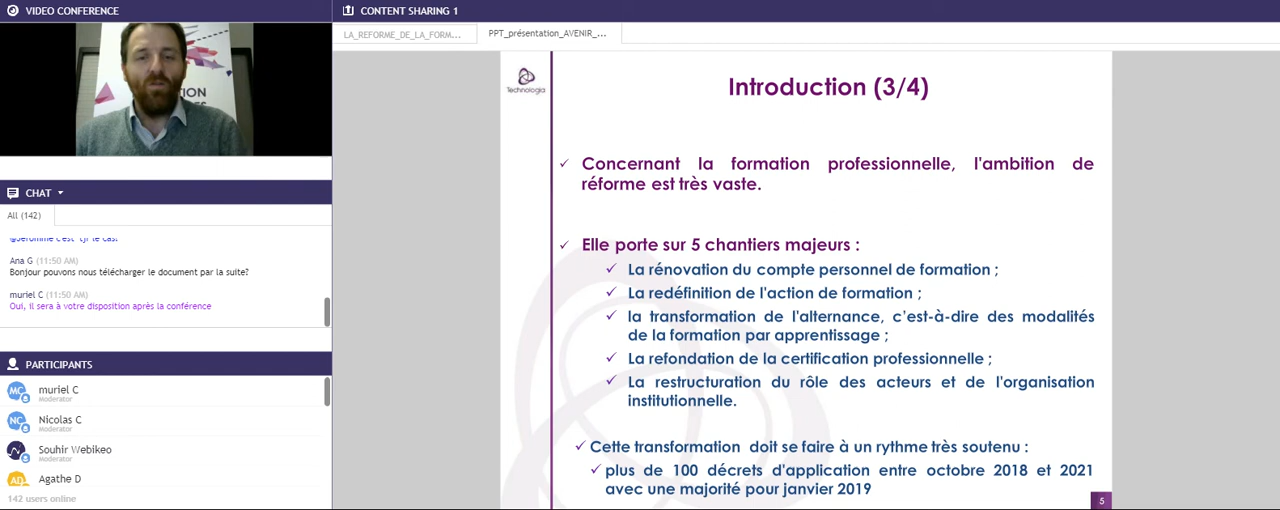 VIDEO CONFERENCE
CHAT
All (142)
@Jerommme c'est tjr le cas!
Ana G (11:50 AM)
Bonjour pouvons nous télécharger le document par la suite?
muriel C (11:50 AM)
Oui, il sera à votre disposition après la conférence
PARTICIPANTS
MC
muriel C
Moderator
NC
Nicolas C
Moderator
Souhir Webikeo
Moderator
AD
Agathe D
142 users online
CONTENT SHARING 1
LA_REFORME_DE_LA_FORM...
PPT_présentation_AVENIR_...
Technologia
Introduction (3/4)
Concernant la formation professionnelle, l'ambition de
réforme est très vaste.
Elle porte sur 5 chantiers majeurs :
La rénovation du compte personnel de formation ;
La redéfinition de l'action de formation ;
la transformation de l'alternance, c'est-à-dire des modalités
de la formation par apprentissage ;
La refondation de la certification professionnelle ;
La restructuration du rôle des acteurs et de l'organisation
institutionnelle.
Cette transformation doit se faire à un rythme très soutenu :
plus de 100 décrets d'application entre octobre 2018 et 2021
avec une majorité pour janvier 2019
5